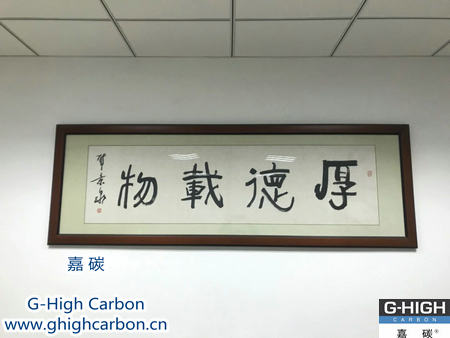 厚德載物
嘉碳
G-High Carbon
www.ghighcarbon.cn
G-HIGH
CARBON
嘉 碳®